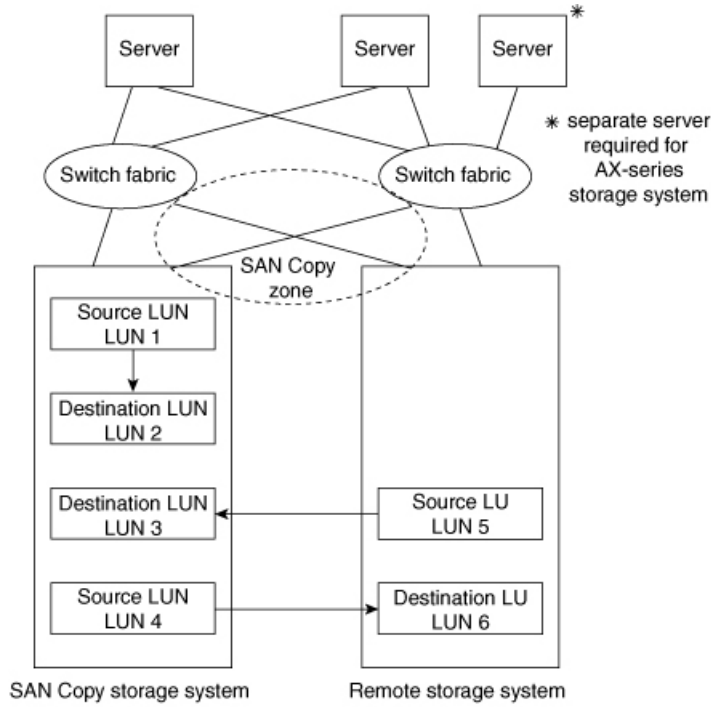 Server
Server
Server
*
* separate server
required for
AX-series
storage system
Switch fabric
Switch fabric
SAN Copy
zone
Source LUN
LUN 1
Destination LUN
LUN 2
Destination LUN
LUN 3
Source LU
LUN 5
Source LUN
LUN 4
Destination LU
LUN 6
SAN Copy storage system
Remote storage system